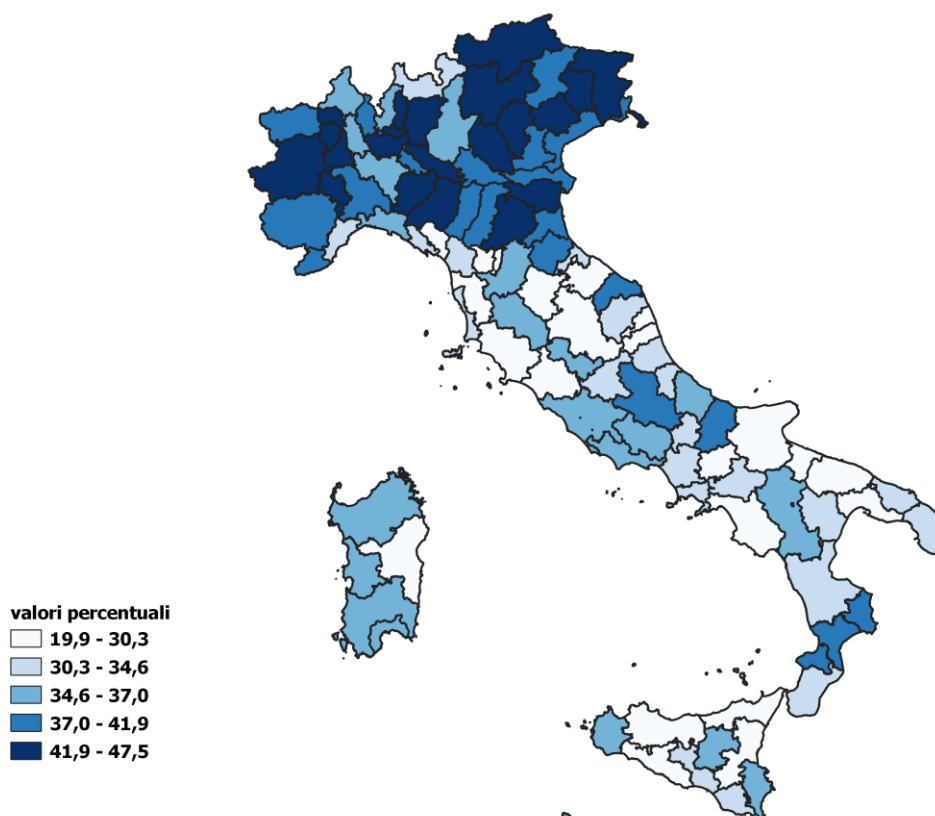 valori percentuali
19,9 - 30,3
30,3 - 34,6
34,6 - 37,0
37,0 - 41,9
41,9 - 47,5